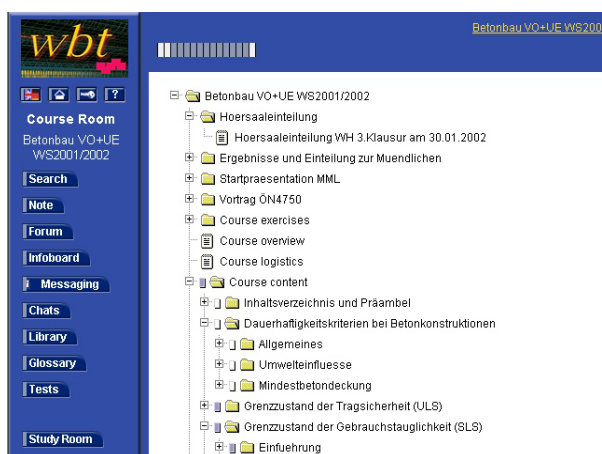 wbt
Betonbau VO+UE WS200
?
Course Room
Betonbau VO+UE
WS2001/2002
Search
Note
Forum
Infoboard
Messaging
Chats
Library
Glossary
Tests
Study Room
Betonbau VO+UE WS2001/2002
Hoersaaleinteilung
Hoersaaleinteilung WH 3.Klausur am 30.01.2002
Ergebnisse und Einteilung zur Muendlichen
Startpraesentation MML
Vortrag ÖN4750
Course exercises
Course overview
Course logistics
Course content
Inhaltsverzeichnis und Präambel
Dauerhaftigkeitskriterien bei Betonkonstruktionen
Allgemeines
Umwelteinfluesse
Mindestbetondeckung
Grenzzustand der Tragsicherheit (ULS)
Grenzzustand der Gebrauchstauglichkeit (SLS)
Einfuehrung